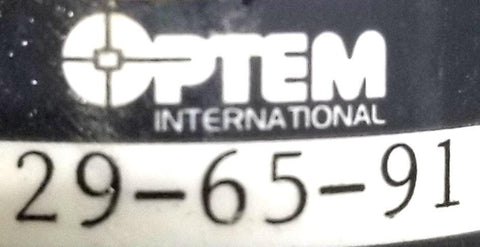 OPTEM
INTERNATIONAL
29-65-91